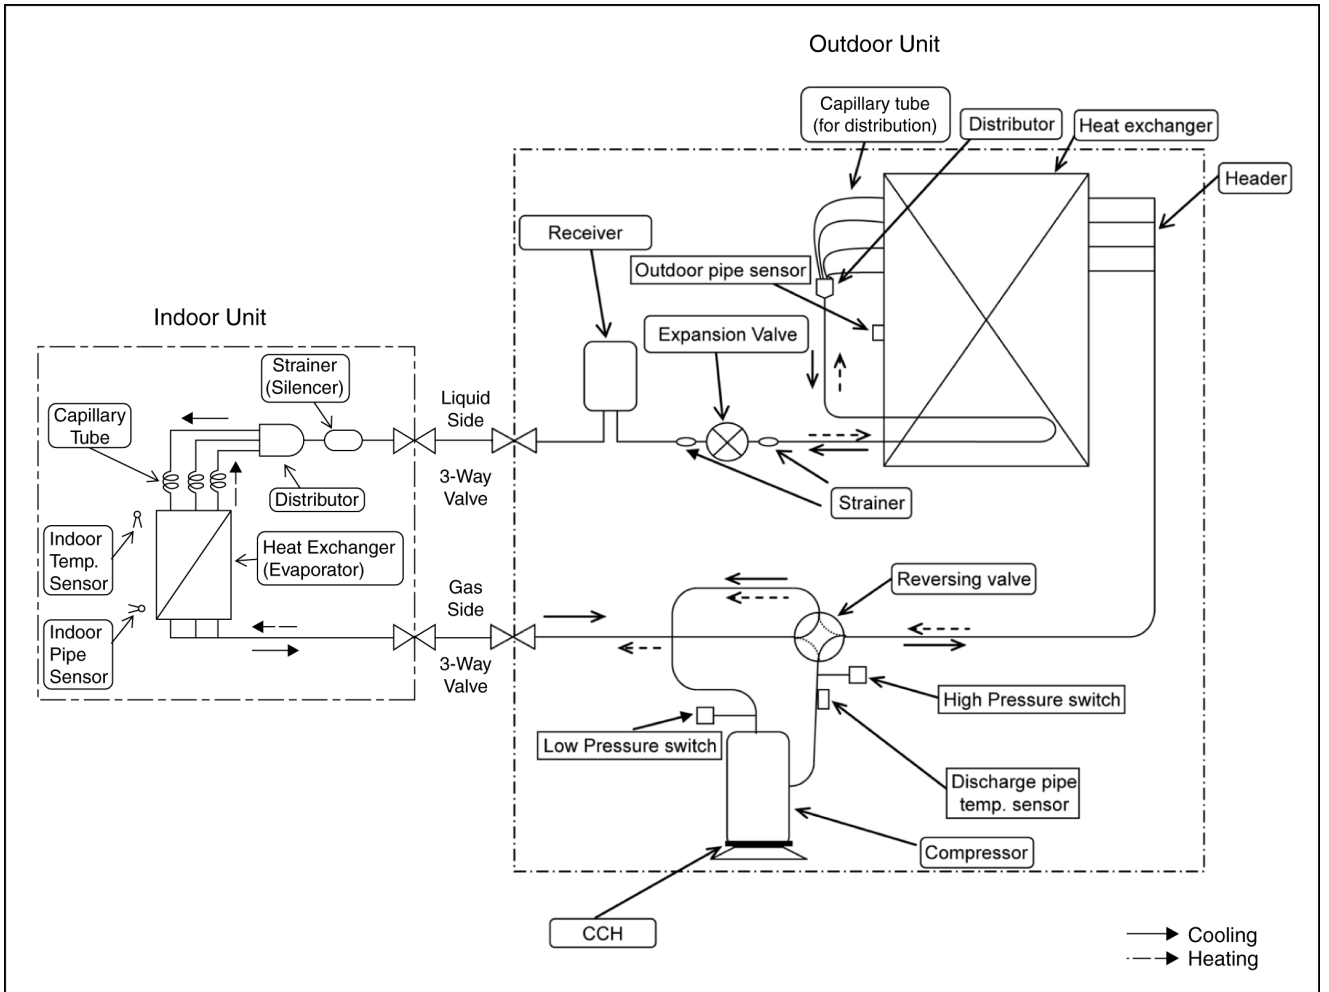 Outdoor Unit
Capillary tube
(for distribution)
Distributor
Heat exchanger
Header
Receiver
Outdoor pipe sensor
Expansion Valve
Indoor Unit
Strainer
(Silencer)
Capillary
Tube
Liquid
Side
3-Way
Valve
Distributor
Strainer
Indoor
Temp.
Sensor
Heat Exchanger
(Evaporator)
Gas
Side
Reversing valve
Indoor
Pipe
Sensor
3-Way
Valve
High Pressure switch
Low Pressure switch
Discharge pipe
temp. sensor
Compressor
CCH
Cooling
Heating